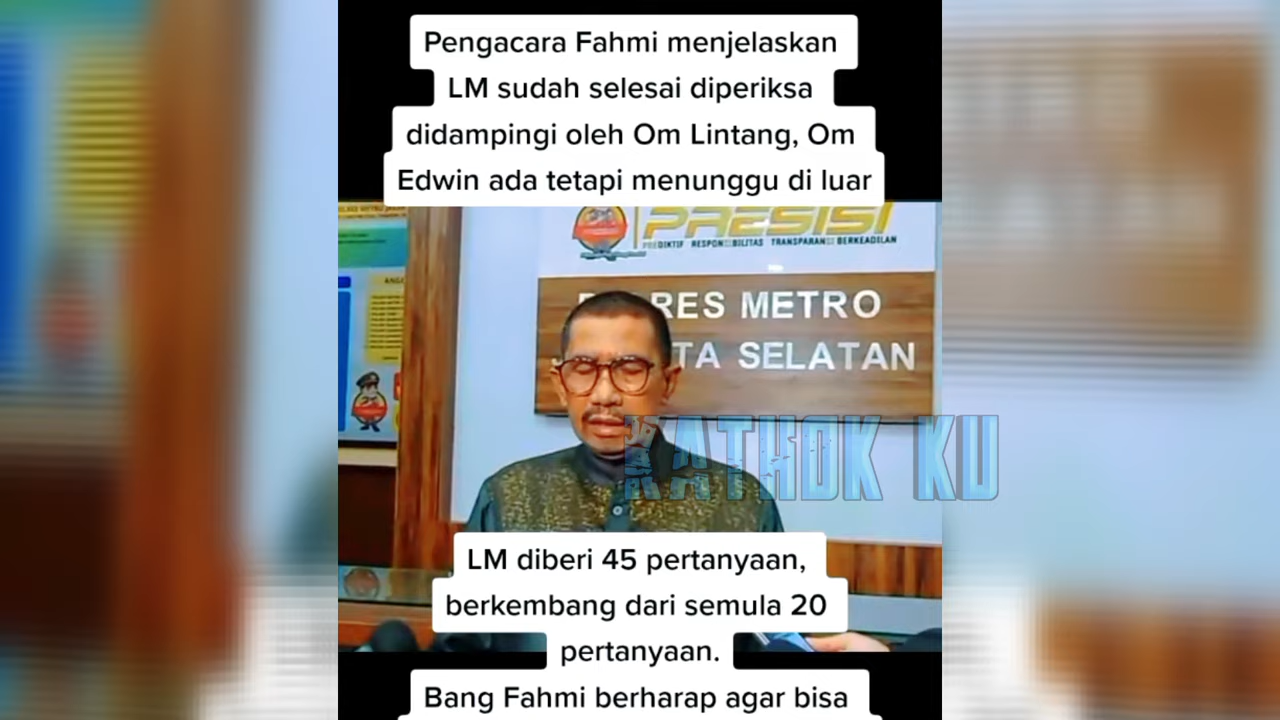 Pengacara Fahmi menjelaskan
LM sudah selesai diperiksa
didampingi oleh Om Lintang, Om
Edwin ada tetapi menunggu di luar
PRESISI
PREDIKTIF RESPONSIBILITAS TRANSPARANSI BERKEADILAN
RES METRO
TA SELATAN
KATHOK KU
LM diberi 45 pertanyaan,
berkembang dari semula 20
pertanyaan.
Bang Fahmi berharap agar bisa